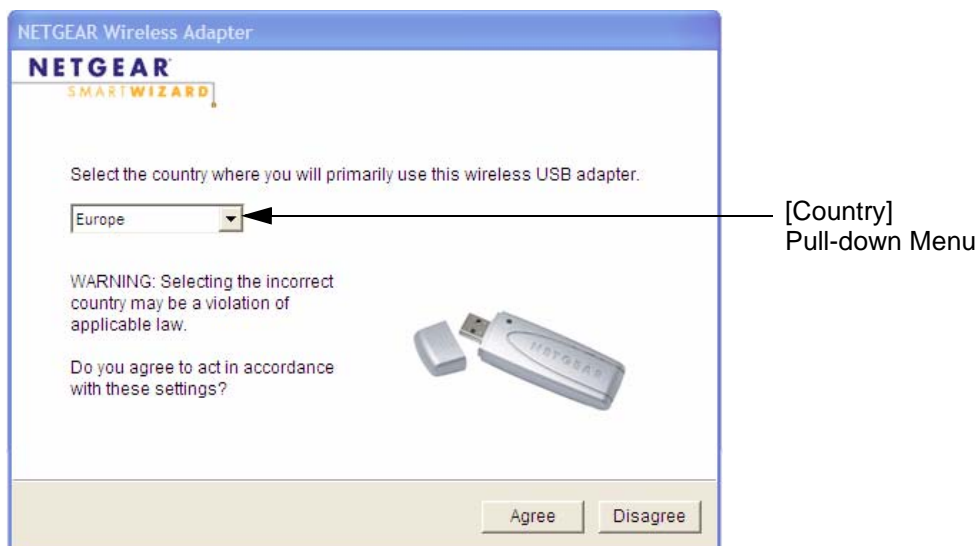 NETGEAR Wireless Adapter
NETGEAR
SMARTWIZARD
Select the country where you will primarily use this wireless USB adapter.
Europe
[Country]
Pull-down Menu
WARNING: Selecting the incorrect
country may be a violation of
applicable law.
Do you agree to act in accordance
with these settings?
NETGEAR
Agree
Disagree